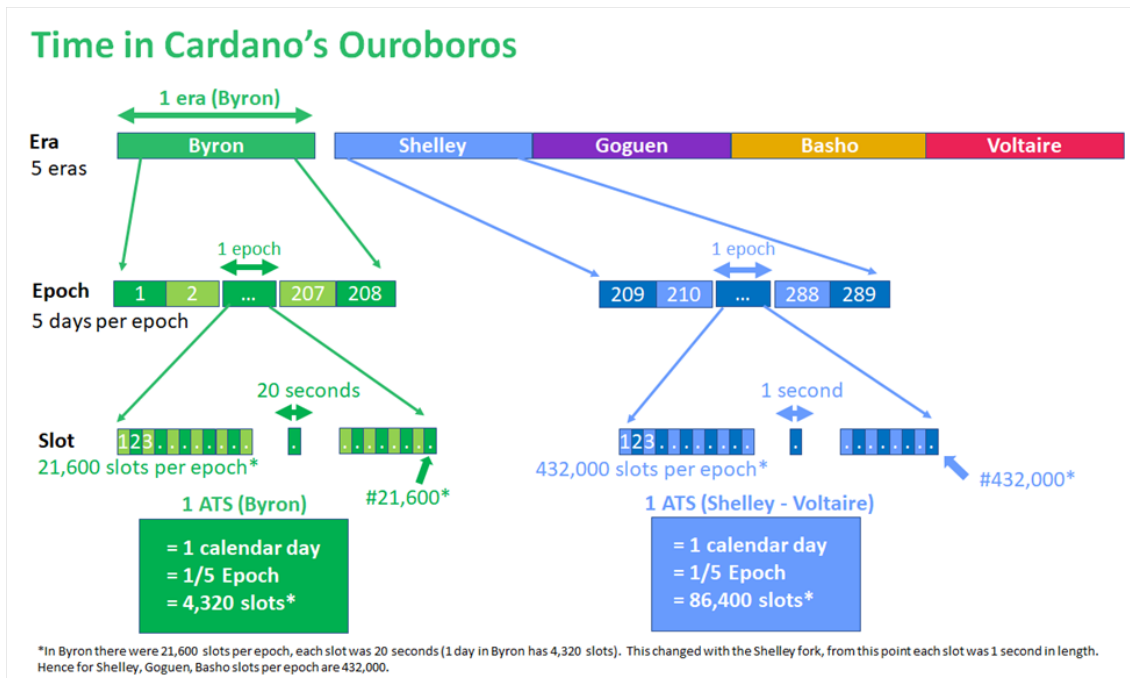 Time in Cardano's Ouroboros
1 era (Byron)
Era
5 eras
Byron
Shelley
Goguen
Basho
Voltaire
1 epoch
1 epoch
Epoch
5 days per epoch
1 2 ... 207 208
209 210 ... 288 289
20 seconds
1 second
Slot
123.........
.
.........
123.........
.
.........
21,600 slots per epoch*
#21,600*
432,000 slots per epoch*
#432,000*
1 ATS (Byron)
= 1 calendar day
= 1/5 Epoch
= 4,320 slots*
1 ATS (Shelley - Voltaire)
= 1 calendar day
= 1/5 Epoch
= 86,400 slots*
*In Byron there were 21,600 slots per epoch, each slot was 20 seconds (1 day in Byron has 4,320 slots). This changed with the Shelley fork, from this point each slot was 1 second in length.
Hence for Shelley, Goguen, Basho slots per epoch are 432,000.